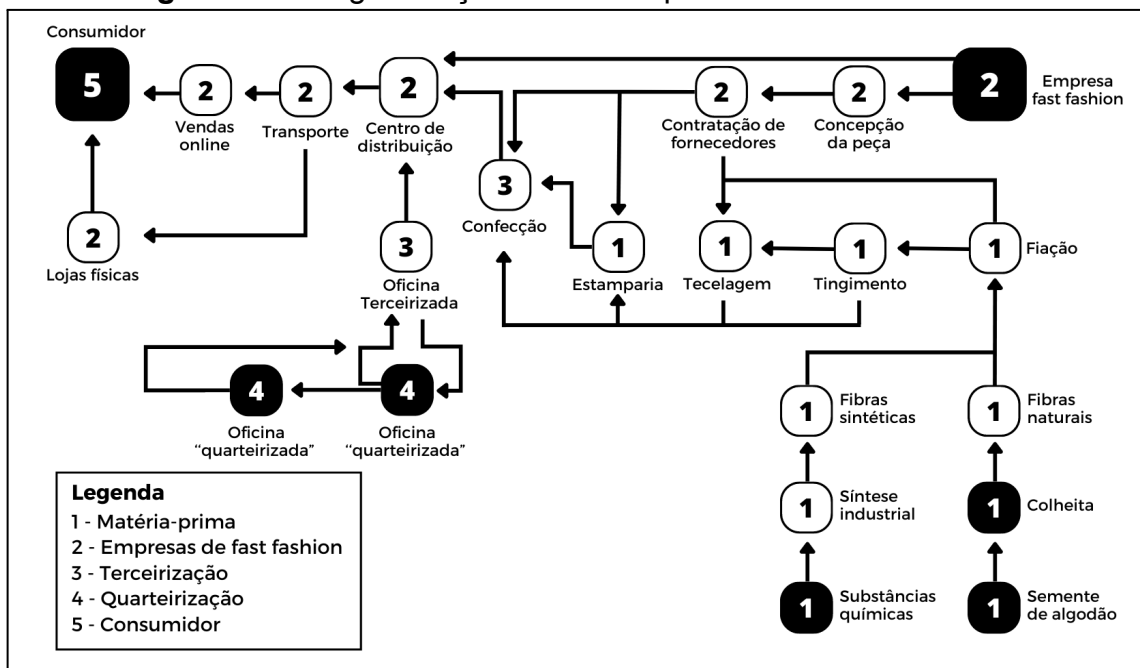 Consumidor
5
2
Vendas
online
2
Transporte
2
Centro de
distribuição
2
Contratação de
fornecedores
2
Concepção
da peça
2
Empresa
fast fashion
2
Lojas físicas
3
Oficina
Terceirizada
3
Confecção
1
Estamparia
1
Tecelagem
1
Tingimento
1
Fiação
4
Oficina
“quarteirizada”
4
Oficina
“quarteirizada”
1
Fibras
sintéticas
1
Fibras
naturais
1
Síntese
industrial
1
Colheita
1
Substâncias
químicas
1
Semente
de algodão
Legenda
1 - Matéria-prima
2 - Empresas de fast fashion
3 - Terceirização
4 - Quarteirização
5 - Consumidor